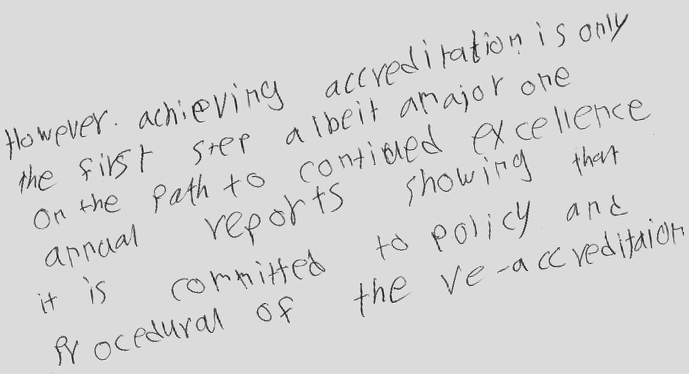 However. achieving accreditation is only
the first step albeit amajor one
on the path to contiued excellence
annual reports showing that
it is committed to policy and
procedural of the re-accreditaion